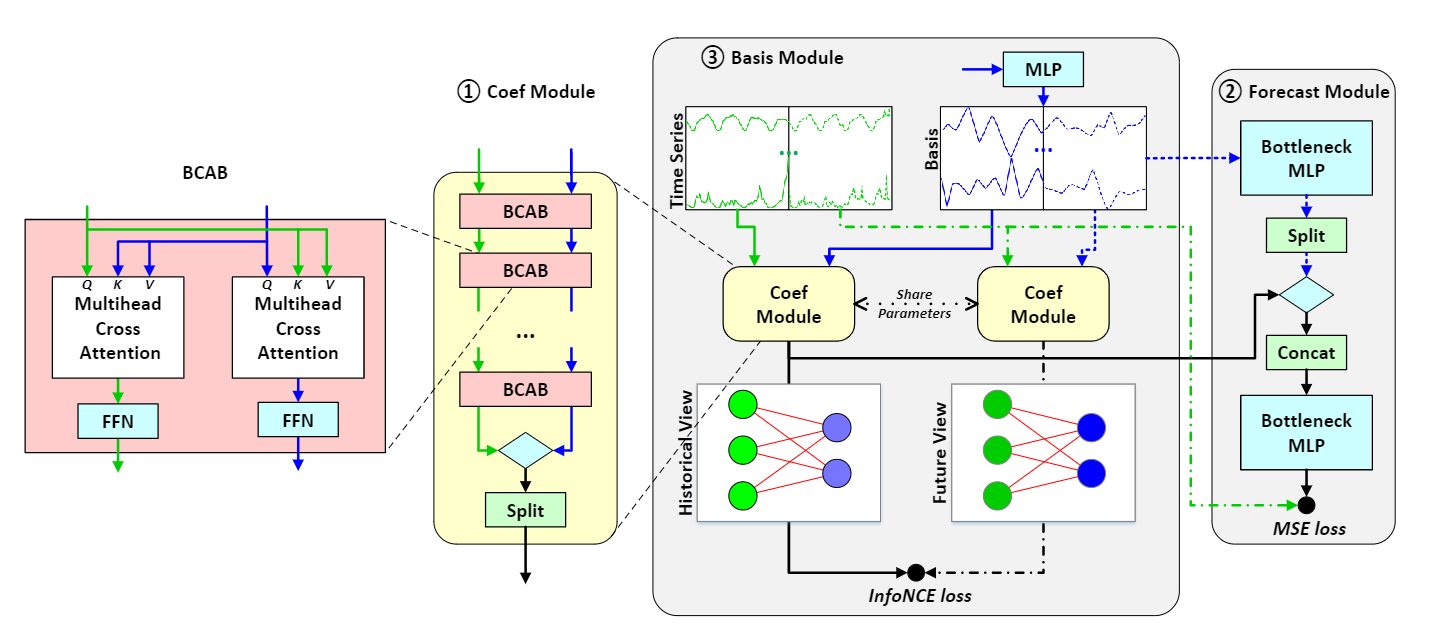 BCAB
Q K V
Multihead
Cross
Attention
FFN
Q K V
Multihead
Cross
Attention
FFN
① Coef Module
BCAB
BCAB
...
BCAB
Split
③ Basis Module
MLP
Time Series
...
Basis
...
Coef
Module
Share
Parameters
Coef
Module
Historical View
Future View
InfoNCE loss
② Forecast Module
Bottleneck
MLP
Split
Concat
Bottleneck
MLP
MSE loss